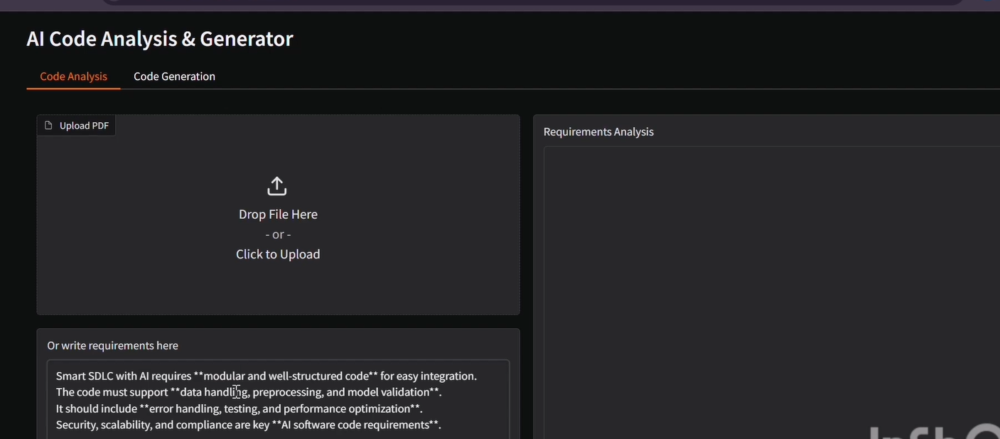 AI Code Analysis & Generator
Code Analysis
Code Generation
Upload PDF
Drop File Here
- or -
Click to Upload
Or write requirements here
Smart SDLC with AI requires **modular and well-structured code** for easy integration.
The code must support **data handling, preprocessing, and model validation**.
It should include **error handling, testing, and performance optimization**.
Security, scalability, and compliance are key **AI software code requirements**.
Requirements Analysis